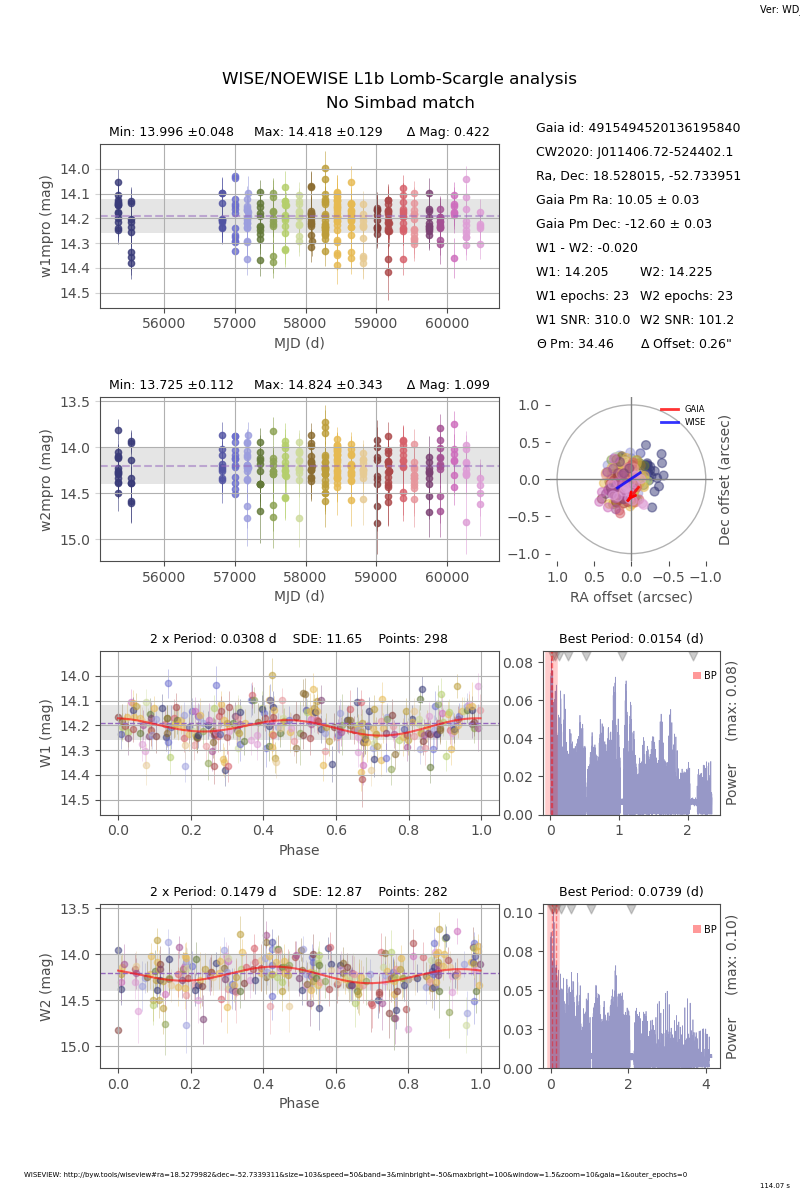 Ver: WD_
WISE/NOEWISE L1b Lomb-Scargle analysis
No Simbad match
Min: 13.996 ±0.048 Max: 14.418 ±0.129 Δ Mag: 0.422
14.0
14.1
14.2
14.3
14.4
14.5
w1mpro (mag)
56000 57000 58000 59000 60000
MJD (d)
Gaia id: 4915494520136195840
CW2020: J011406.72-524402.1
Ra, Dec: 18.528015, -52.733951
Gaia Pm Ra: 10.05 ± 0.03
Gaia Pm Dec: -12.60 ± 0.03
W1 - W2: -0.020
W1: 14.205 W2: 14.225
W1 epochs: 23 W2 epochs: 23
W1 SNR: 310.0 W2 SNR: 101.2
Θ Pm: 34.46 Δ Offset: 0.26"
Min: 13.725 ±0.112 Max: 14.824 ±0.343 Δ Mag: 1.099
13.5
14.0
14.5
15.0
w2mpro (mag)
56000 57000 58000 59000 60000
MJD (d)
GAIA
WISE
1.0
0.5
0.0
−0.5
−1.0
Dec offset (arcsec)
1.0 0.5 0.0 −0.5 −1.0
RA offset (arcsec)
2 x Period: 0.0308 d SDE: 11.65 Points: 298
14.0
14.1
14.2
14.3
14.4
14.5
W1 (mag)
0.0 0.2 0.4 0.6 0.8 1.0
Phase
Best Period: 0.0154 (d)
BP
0.08
0.06
0.04
0.02
0.00
Power (max: 0.08)
0 1 2
2 x Period: 0.1479 d SDE: 12.87 Points: 282
13.5
14.0
14.5
15.0
W2 (mag)
0.0 0.2 0.4 0.6 0.8 1.0
Phase
Best Period: 0.0739 (d)
BP
0.10
0.08
0.05
0.03
0.00
Power (max: 0.10)
0 2 4
WISEVIEW: http://byw.tools/wiseview#ra=18.5279982&dec=-52.7339311&size=103&speed=50&band=3&minbright=-50&maxbright=100&window=1.5&zoom=10&gaia=1&outer_epochs=0
114.07 s